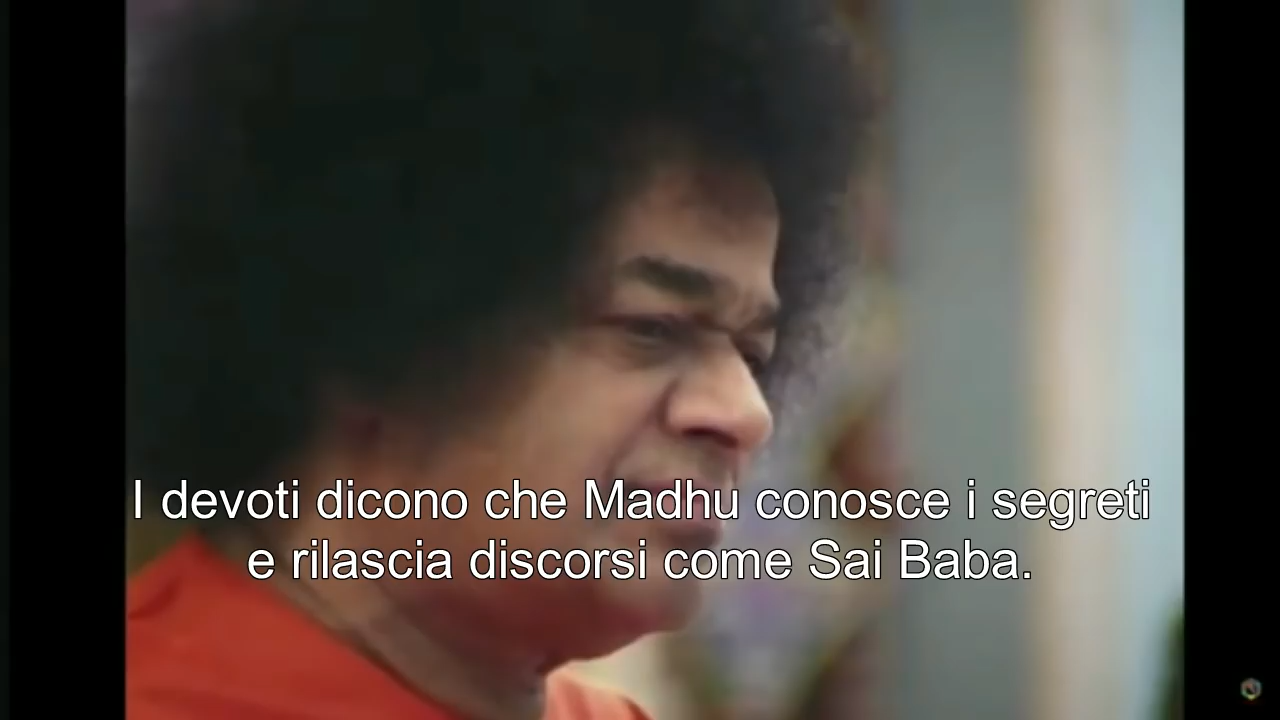 I devoti dicono che Madhu conosce i segreti
e rilascia discorsi come Sai Baba.